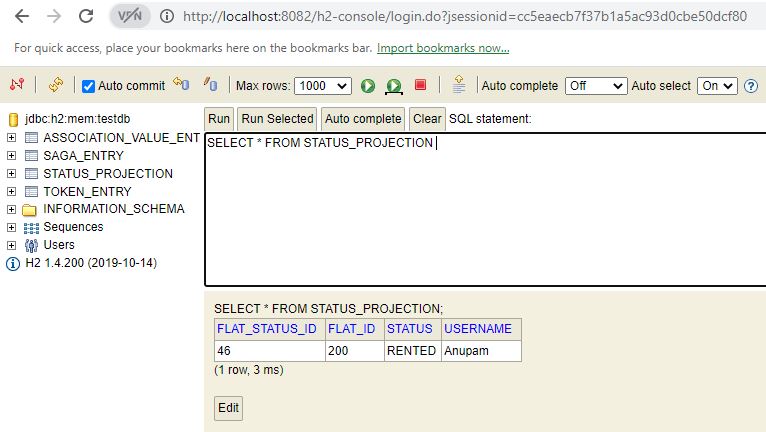 VPN http://localhost:8082/h2-console/login.do?jsessionid=cc5eaecb7f37b1a5ac93d0cbe50dcf80
For quick access, place your bookmarks here on the bookmarks bar. Import bookmarks now...
Auto commit Max rows: 1000 Auto complete Off Auto select On ?
jdbc:h2:mem:testdb
ASSOCIATION_VALUE_ENT
SAGA_ENTRY
STATUS_PROJECTION
TOKEN_ENTRY
INFORMATION_SCHEMA
Sequences
Users
H2 1.4.200 (2019-10-14)
Run Run Selected Auto complete Clear SQL statement:
SELECT * FROM STATUS_PROJECTION
SELECT * FROM STATUS_PROJECTION;
FLAT_STATUS_ID FLAT_ID STATUS USERNAME
46 200 RENTED Anupam
(1 row, 3 ms)
Edit